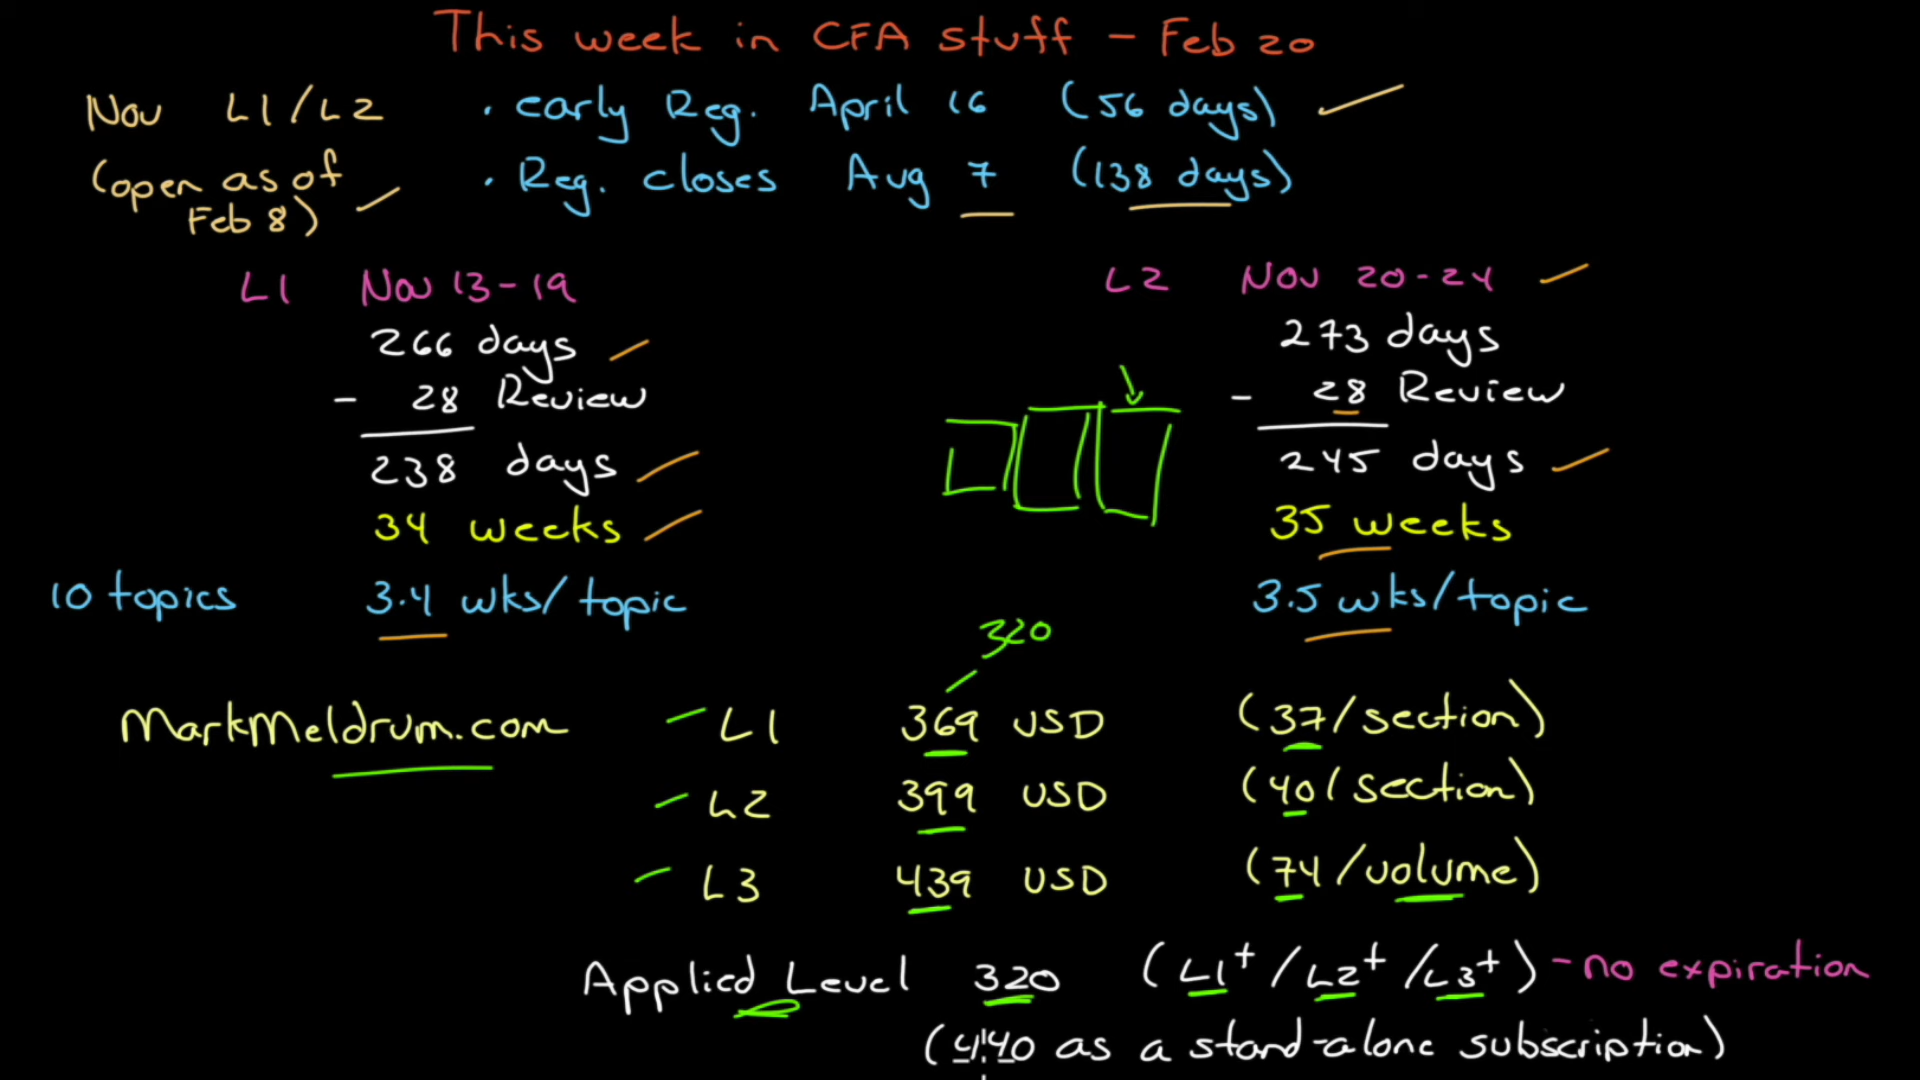 This week in CFA stuff - Feb 20
Nov L1/L2 • early Reg. April 16 (56 days)
(open as of Feb 8) • Reg. closes Aug 7 (138 days)
L1 Nov 13-19
266 days
- 28 Review
238 days
34 weeks
10 topics 3.4 wks/topic
L2 Nov 20-24
273 days
- 28 Review
245 days
35 weeks
3.5 wks/topic
320
MarkMeldrum.com L1 369 USD (37/section)
L2 399 USD (40/section)
L3 439 USD (74/volume)
Applied Level 320 (L1+/L2+/L3+) - no expiration
(440 as a stand-alone subscription)